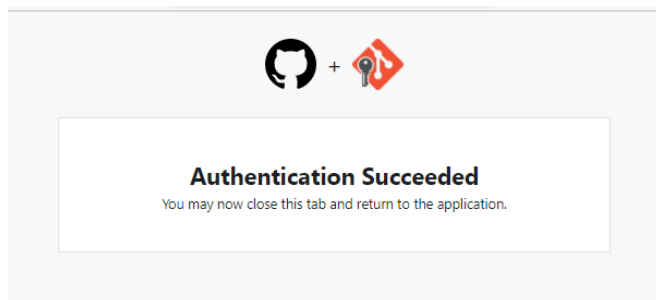 +
Authentication Succeeded
You may now close this tab and return to the application.